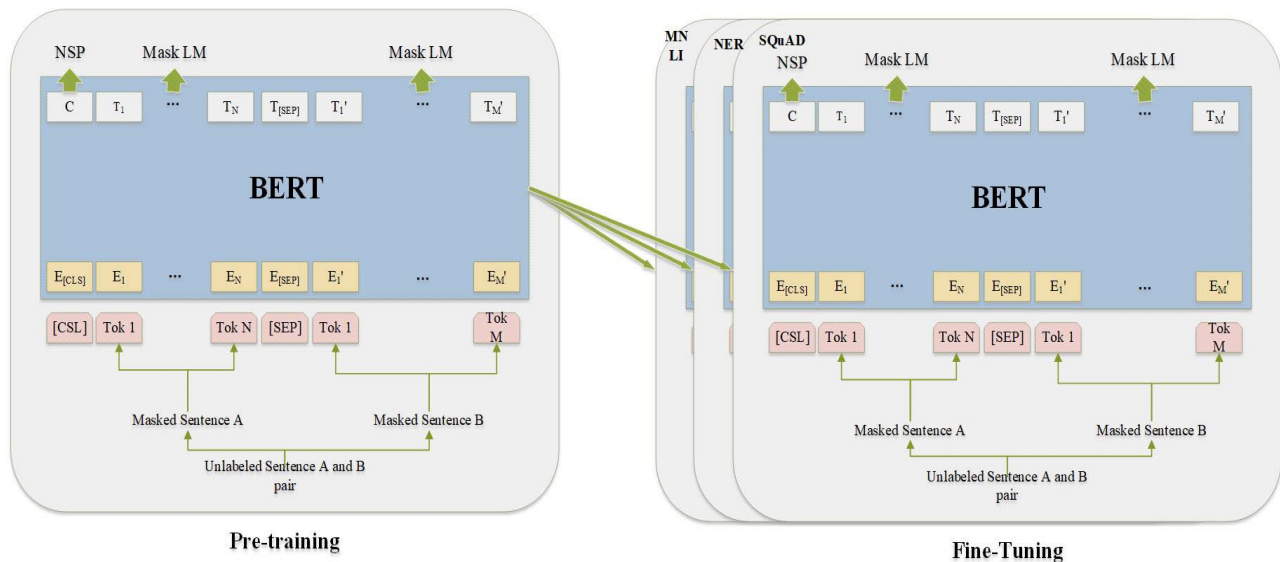 NSP
Mask LM
Mask LM
C
T1
...
TN
T[SEP]
T1'
...
TM'
BERT
E[CLS]
E1
...
EN
E[SEP]
E1'
...
EM'
[CSL]
Tok 1
Tok N
[SEP]
Tok 1
Tok
M
Masked Sentence A
Masked Sentence B
Unlabeled Sentence A and B
pair
Pre-training
MN
LI
NER
SQuAD
NSP
Mask LM
Mask LM
C
T1
...
TN
T[SEP]
T1'
...
TM'
BERT
E[CLS]
E1
...
EN
E[SEP]
E1'
...
EM'
[CSL]
Tok 1
Tok N
[SEP]
Tok 1
Tok
M
Masked Sentence A
Masked Sentence B
Unlabeled Sentence A and B
pair
Fine-Tuning